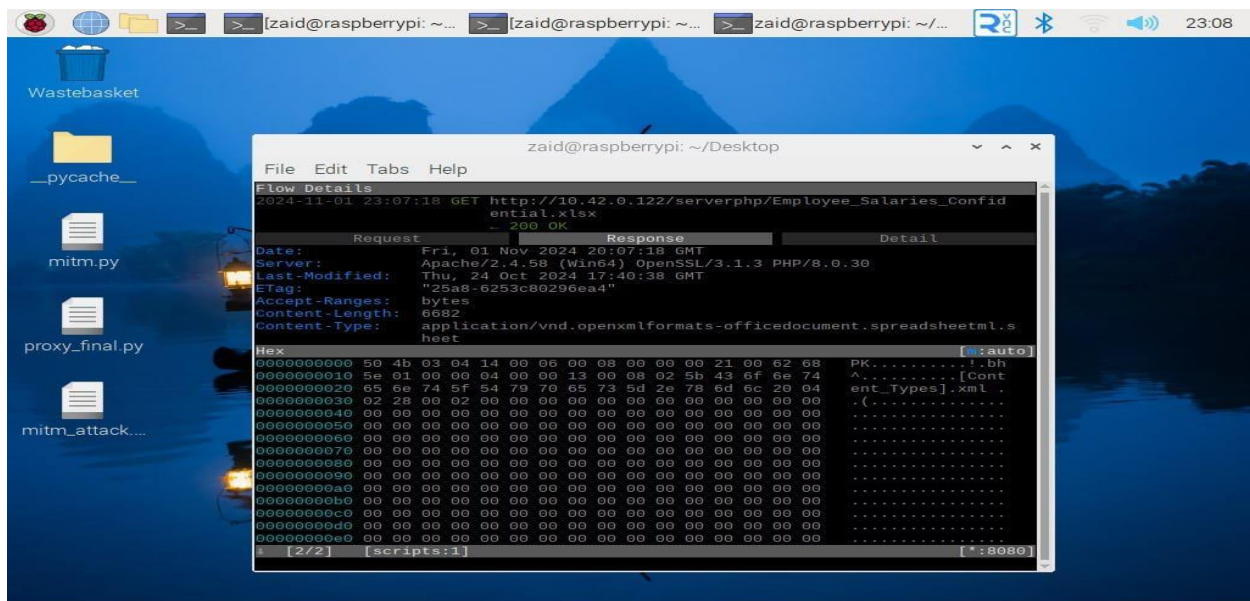 [zaid@raspberrypi: ~... [zaid@raspberrypi: ~... zaid@raspberrypi: ~/... 23:08
Wastebasket
__pycache__
mitm.py
proxy_final.py
mitm_attack....
zaid@raspberrypi: ~/Desktop
File Edit Tabs Help
Flow Details
2024-11-01 23:07:18 GET http://10.42.0.122/serverphp/Employee_Salaries_Confid
ential.xlsx
← 200 OK
Request Response Detail
Date: Fri, 01 Nov 2024 20:07:18 GMT
Server: Apache/2.4.58 (Win64) OpenSSL/3.1.3 PHP/8.0.30
Last-Modified: Thu, 24 Oct 2024 17:40:38 GMT
ETag: "25a8-6253c80296ea4"
Accept-Ranges: bytes
Content-Length: 6682
Content-Type: application/vnd.openxmlformats-officedocument.spreadsheetml.s
heet
Hex [m:auto]
0000000000 50 4b 03 04 14 00 06 00 08 00 00 00 21 00 62 68 PK..........!.bh
0000000010 5e 01 00 00 04 00 00 13 00 08 02 5b 43 6f 6e 74 ^..........[Cont
0000000020 65 6e 74 5f 54 79 70 65 73 5d 2e 78 6d 6c 20 04 ent_Types].xml .
0000000030 02 28 00 02 00 00 00 00 00 00 00 00 00 00 00 00 .(..............
0000000040 00 00 00 00 00 00 00 00 00 00 00 00 00 00 00 00 ................
0000000050 00 00 00 00 00 00 00 00 00 00 00 00 00 00 00 00 ................
0000000060 00 00 00 00 00 00 00 00 00 00 00 00 00 00 00 00 ................
0000000070 00 00 00 00 00 00 00 00 00 00 00 00 00 00 00 00 ................
0000000080 00 00 00 00 00 00 00 00 00 00 00 00 00 00 00 00 ................
0000000090 00 00 00 00 00 00 00 00 00 00 00 00 00 00 00 00 ................
00000000a0 00 00 00 00 00 00 00 00 00 00 00 00 00 00 00 00 ................
00000000b0 00 00 00 00 00 00 00 00 00 00 00 00 00 00 00 00 ................
00000000c0 00 00 00 00 00 00 00 00 00 00 00 00 00 00 00 00 ................
00000000d0 00 00 00 00 00 00 00 00 00 00 00 00 00 00 00 00 ................
00000000e0 00 00 00 00 00 00 00 00 00 00 00 00 00 00 00 00 ................
[2/2] [scripts:1] [*:8080]